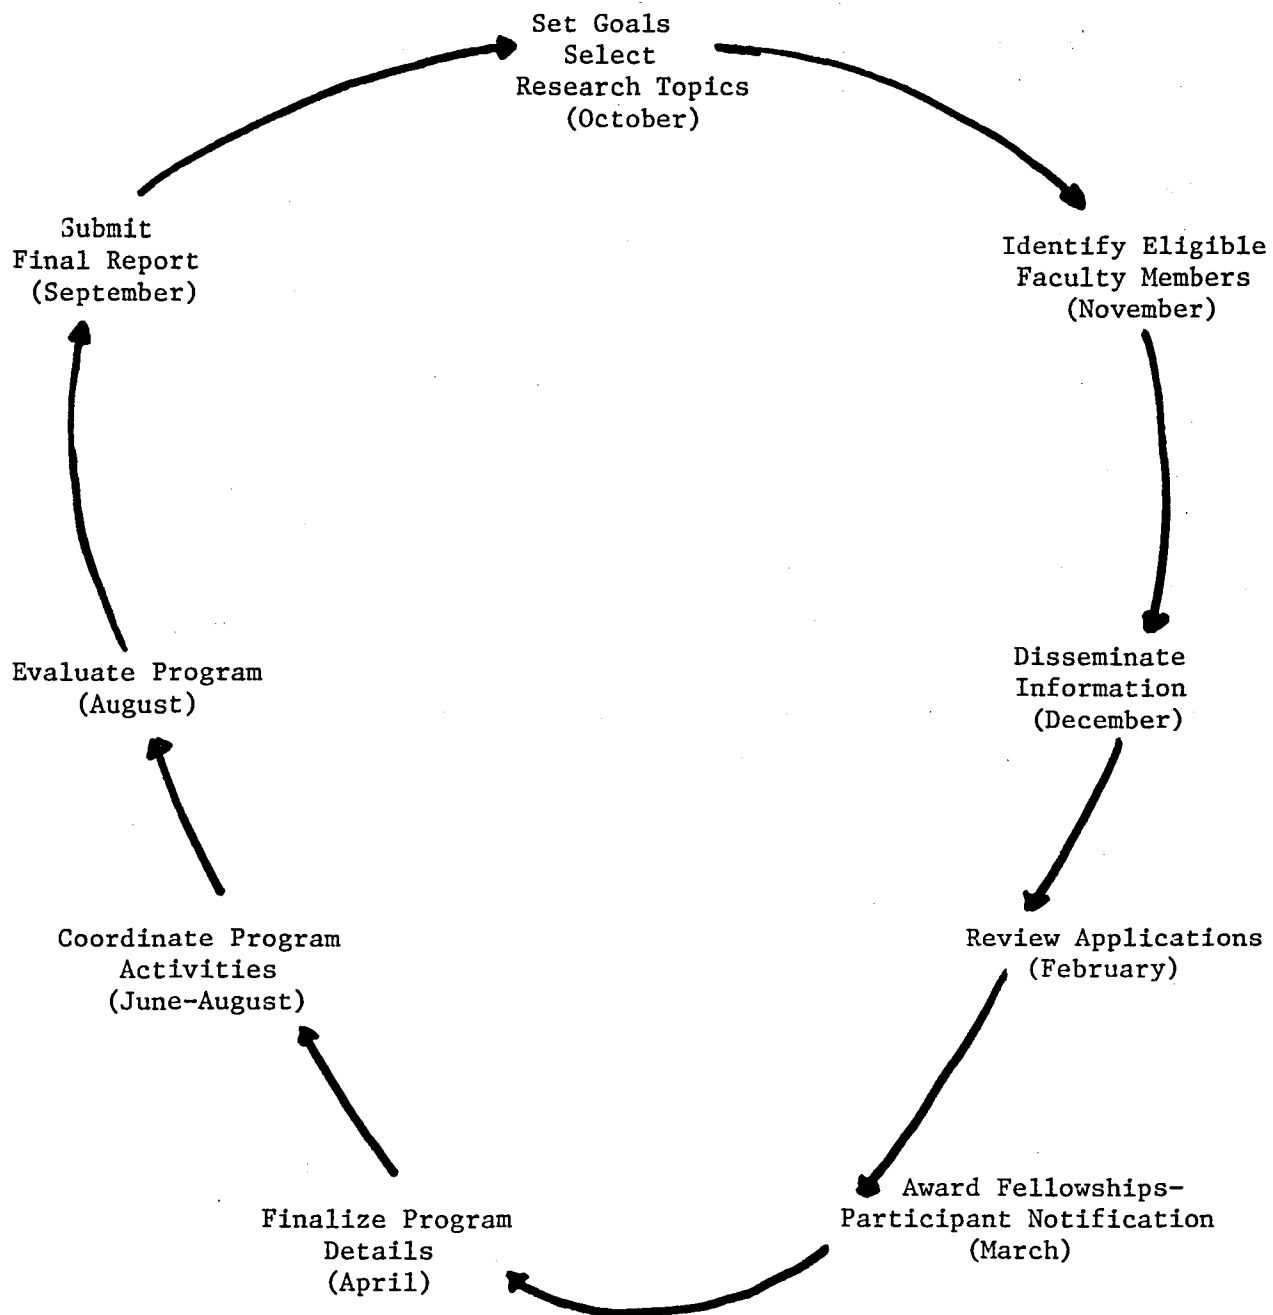 Set Goals
Select
Research Topics
(October)
Identify Eligible
Faculty Members
(November)
Disseminate
Information
(December)
Review Applications
(February)
Award Fellowships-
Participant Notification
(March)
Finalize Program
Details
(April)
Coordinate Program
Activities
(June-August)
Evaluate Program
(August)
Submit
Final Report
(September)